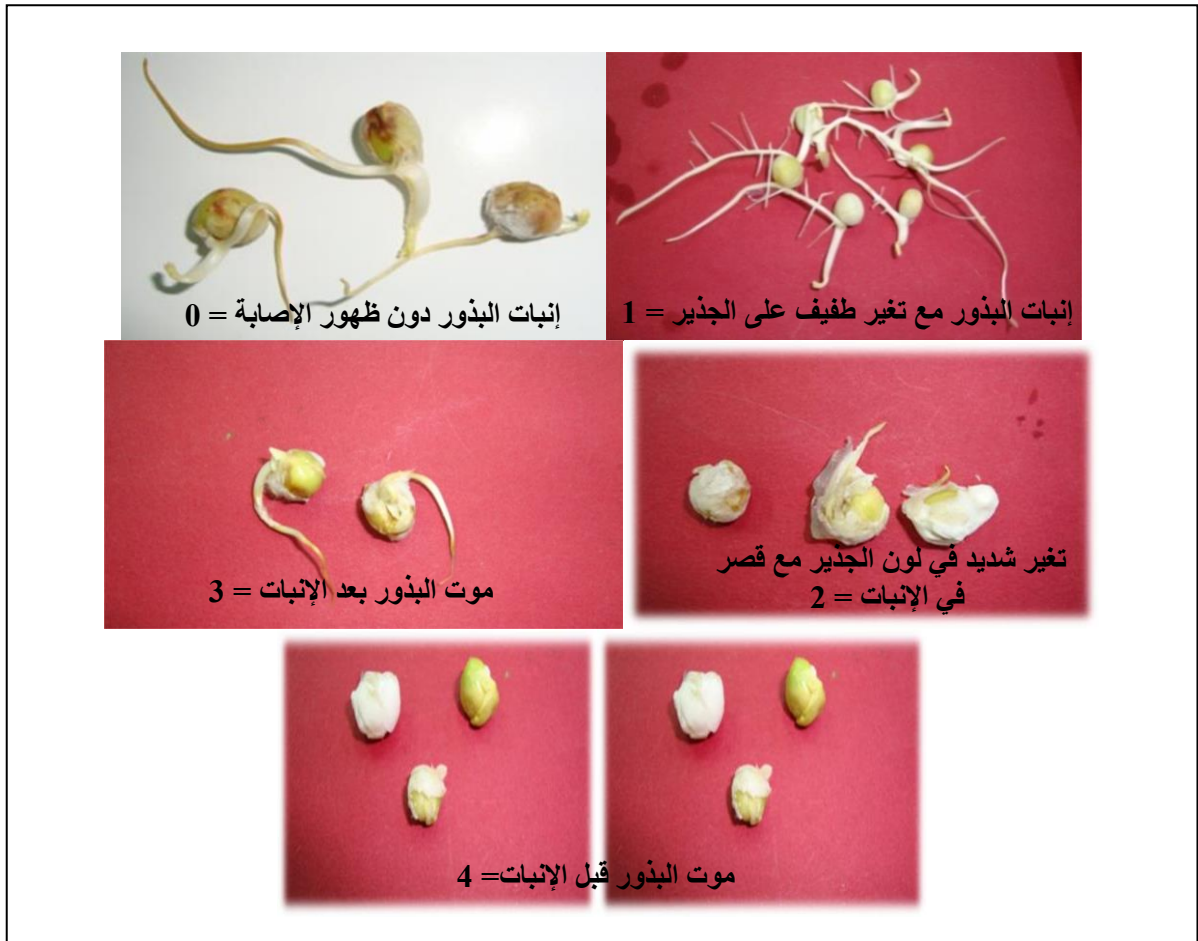 إنبات البذور دون ظهور الإصابة = 0
إنبات البذور مع تغير طفيف على الجذير = 1
موت البذور بعد الإنبات = 3
تغير شديد في لون الجذير مع قصر
في الإنبات = 2
موت البذور قبل الإنبات= 4